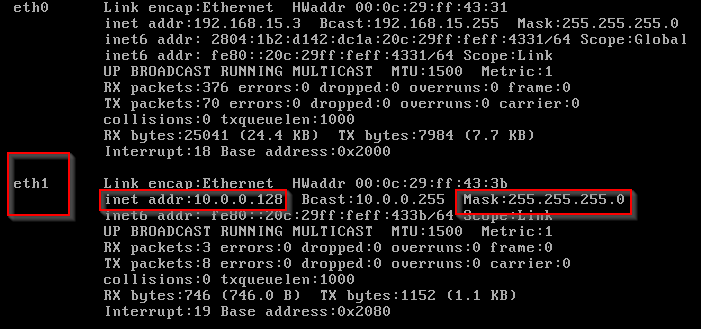 eth0 Link encap:Ethernet HWaddr 00:0c:29:ff:43:31
inet addr:192.168.15.3 Bcast:192.168.15.255 Mask:255.255.255.0
inet6 addr: 2804:1b2:d142:dc1a:20c:29ff:feff:4331/64 Scope:Global
inet6 addr: fe80::20c:29ff:feff:4331/64 Scope:Link
UP BROADCAST RUNNING MULTICAST MTU:1500 Metric:1
RX packets:376 errors:0 dropped:0 overruns:0 frame:0
TX packets:70 errors:0 dropped:0 overruns:0 carrier:0
collisions:0 txqueuelen:1000
RX bytes:25041 (24.4 KB) TX bytes:7984 (7.7 KB)
Interrupt:18 Base address:0x2000
eth1 Link encap:Ethernet HWaddr 00:0c:29:ff:43:3b
inet addr:10.0.0.128 Bcast:10.0.0.255 Mask:255.255.255.0
inet6 addr: fe80::20c:29ff:feff:433b/64 Scope:Link
UP BROADCAST RUNNING MULTICAST MTU:1500 Metric:1
RX packets:3 errors:0 dropped:0 overruns:0 frame:0
TX packets:8 errors:0 dropped:0 overruns:0 carrier:0
collisions:0 txqueuelen:1000
RX bytes:746 (746.0 B) TX bytes:1152 (1.1 KB)
Interrupt:19 Base address:0x2080